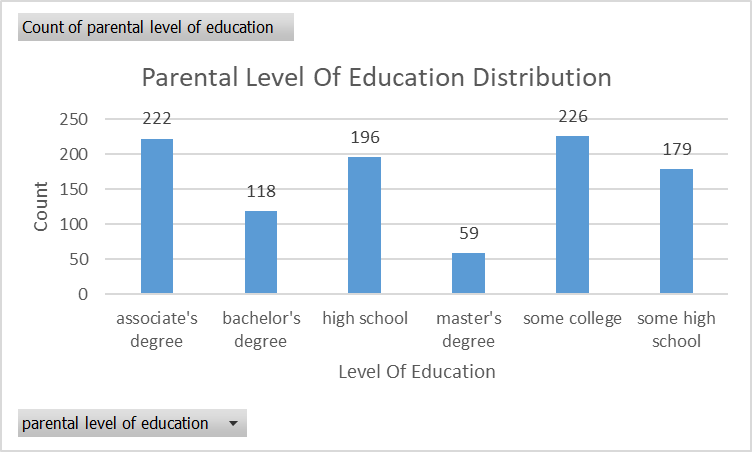 Count of parental level of education
Parental Level Of Education Distribution
250
200
150
100
50
0
Count
222
118
196
59
226
179
associate's
degree
bachelor's
degree
high school
master's
degree
some college
some high
school
Level Of Education
parental level of education